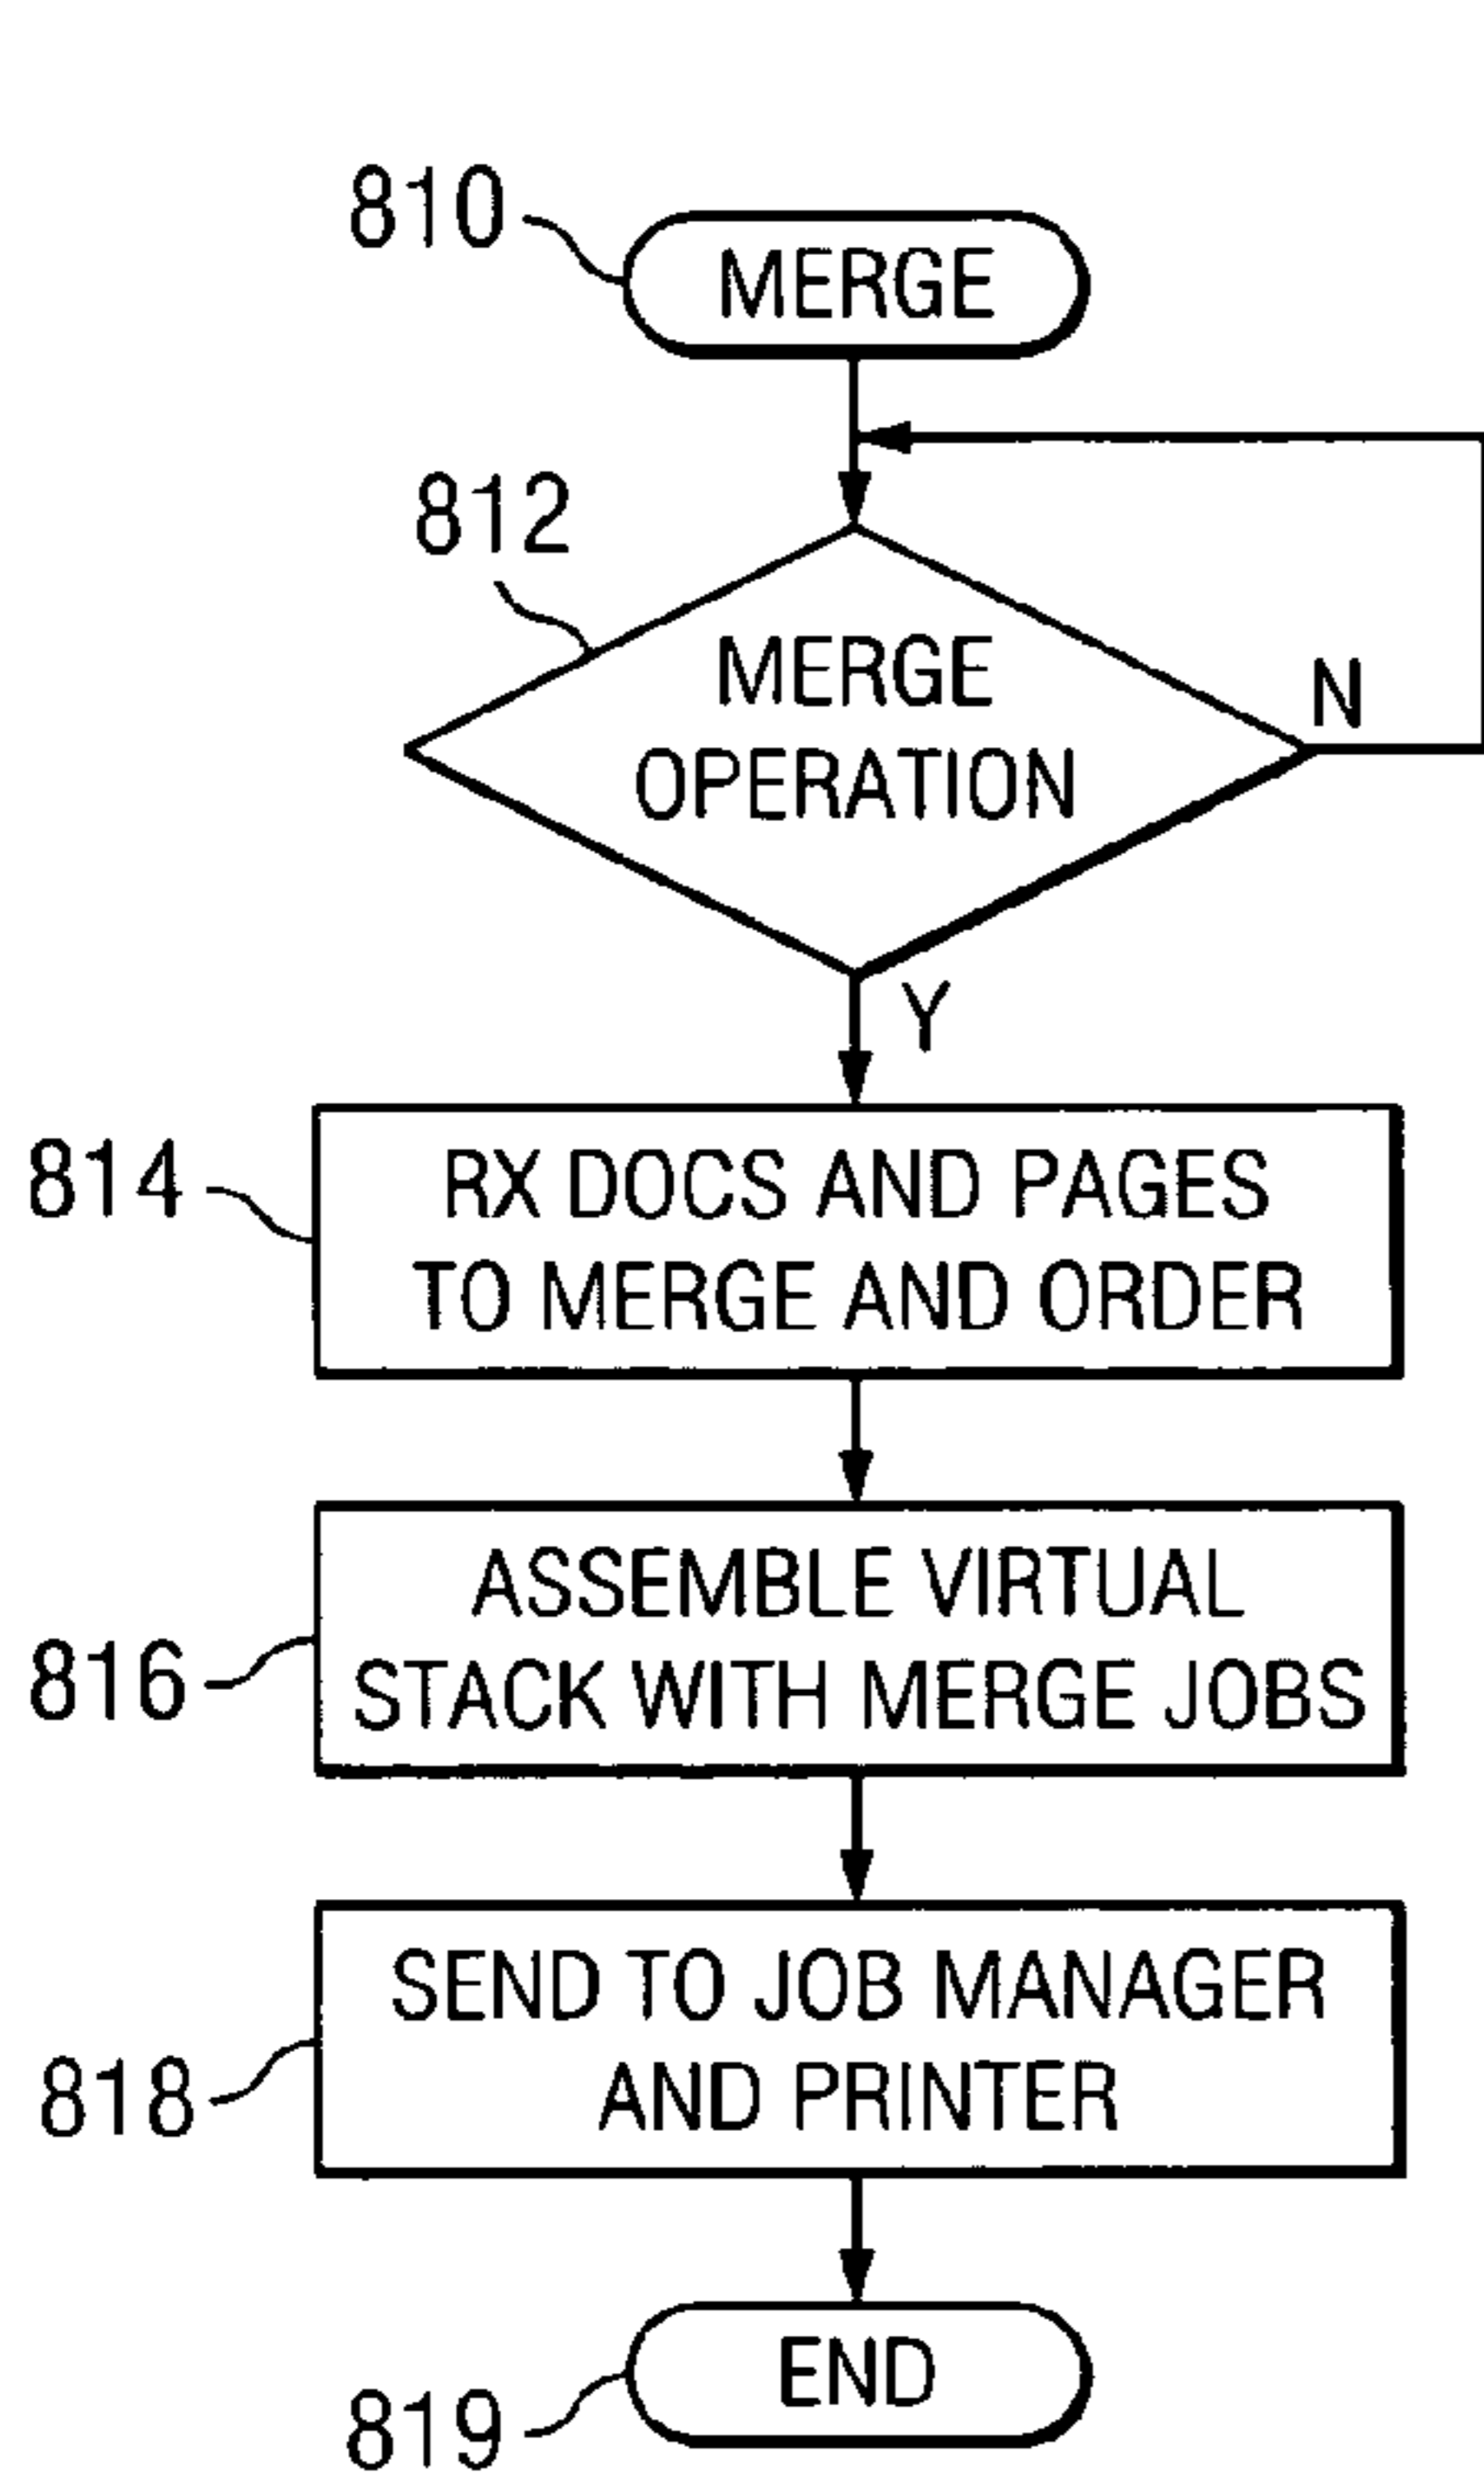 810
MERGE
812
MERGE
OPERATION
N
Y
814
RX DOCS AND PAGES
TO MERGE AND ORDER
816
ASSEMBLE VIRTUAL
STACK WITH MERGE JOBS
818
SEND TO JOB MANAGER
AND PRINTER
819
END